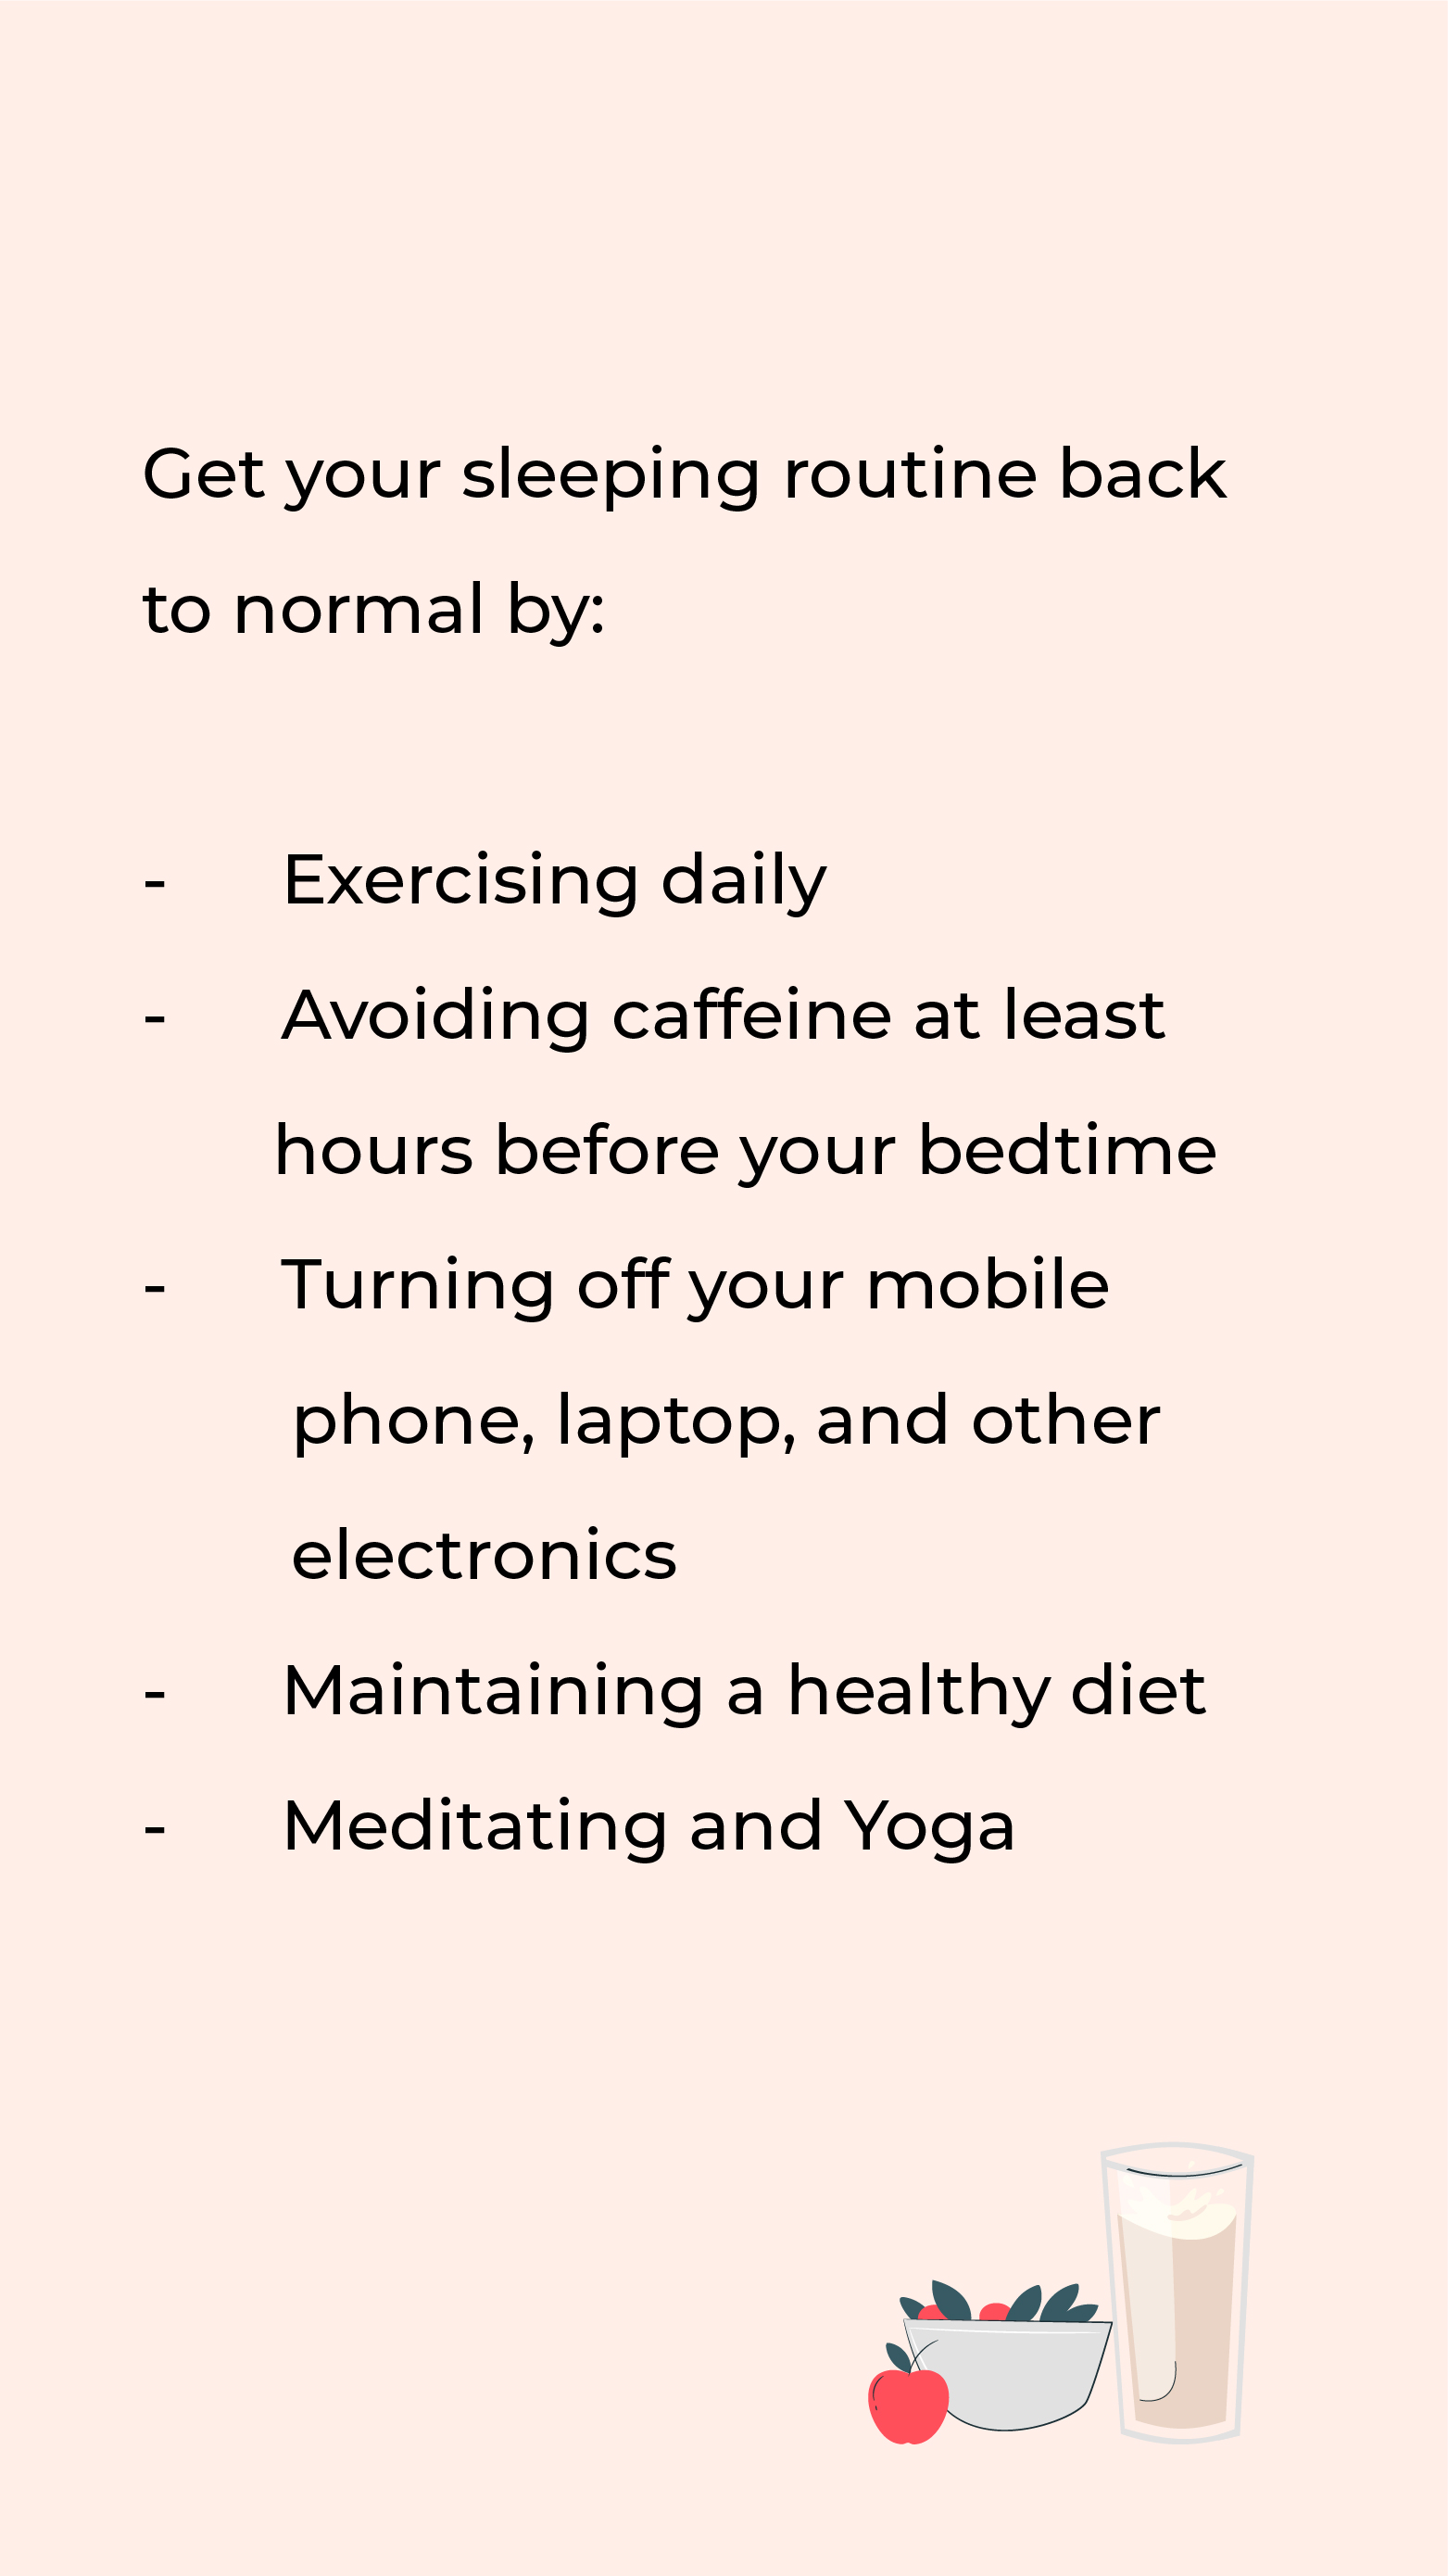 Get your sleeping routine back
to normal by:
- Exercising daily
- Avoiding caffeine at least
hours before your bedtime
- Turning off your mobile
phone, laptop, and other
electronics
- Maintaining a healthy diet
- Meditating and Yoga